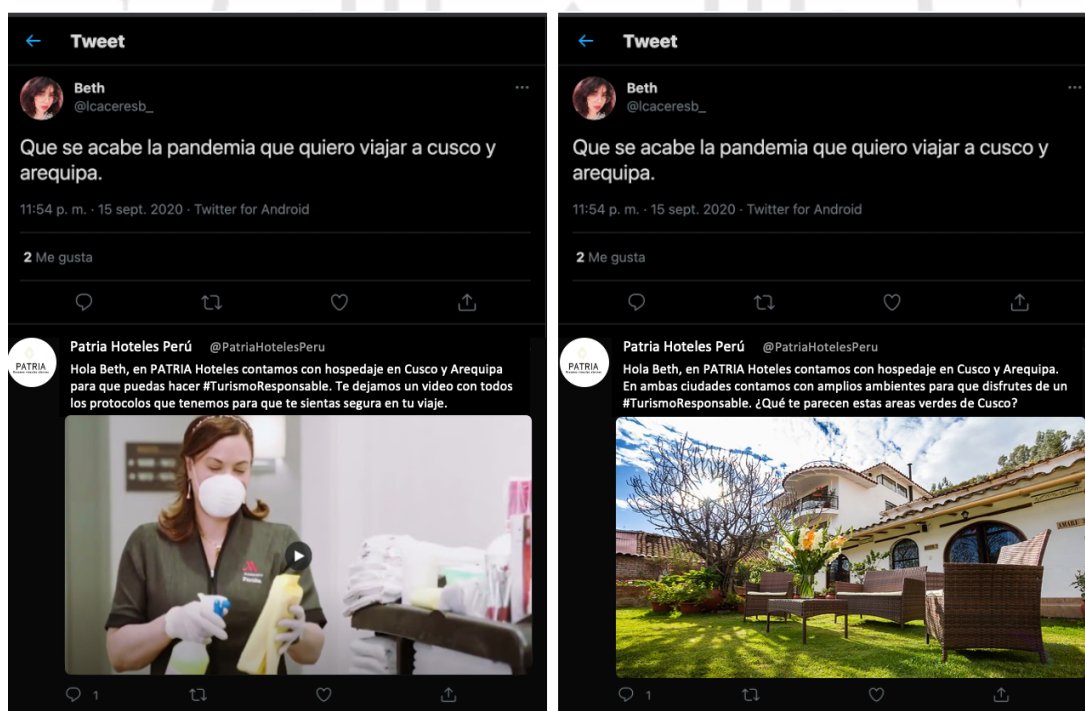 Tweet
Beth
@lcaceresb_
Que se acabe la pandemia que quiero viajar a cusco y
arequipa.
11:54 p. m. · 15 sept. 2020 · Twitter for Android
2 Me gusta
Patria Hoteles Perú @PatriaHotelesPeru
PATRIA
Hola Beth, en PATRIA Hoteles contamos con hospedaje en Cusco y Arequipa
para que puedas hacer #TurismoResponsable. Te dejamos un video con todos
los protocolos que tenemos para que te sientas segura en tu viaje.
1
Tweet
Beth
@lcaceresb_
Que se acabe la pandemia que quiero viajar a cusco y
arequipa.
11:54 p. m. · 15 sept. 2020 · Twitter for Android
2 Me gusta
Patria Hoteles Perú @PatriaHotelesPeru
PATRIA
Hola Beth, en PATRIA Hoteles contamos con hospedaje en Cusco y Arequipa.
En ambas ciudades contamos con amplios ambientes para que disfrutes de un
#TurismoResponsable. ¿Qué te parecen estas areas verdes de Cusco?
1